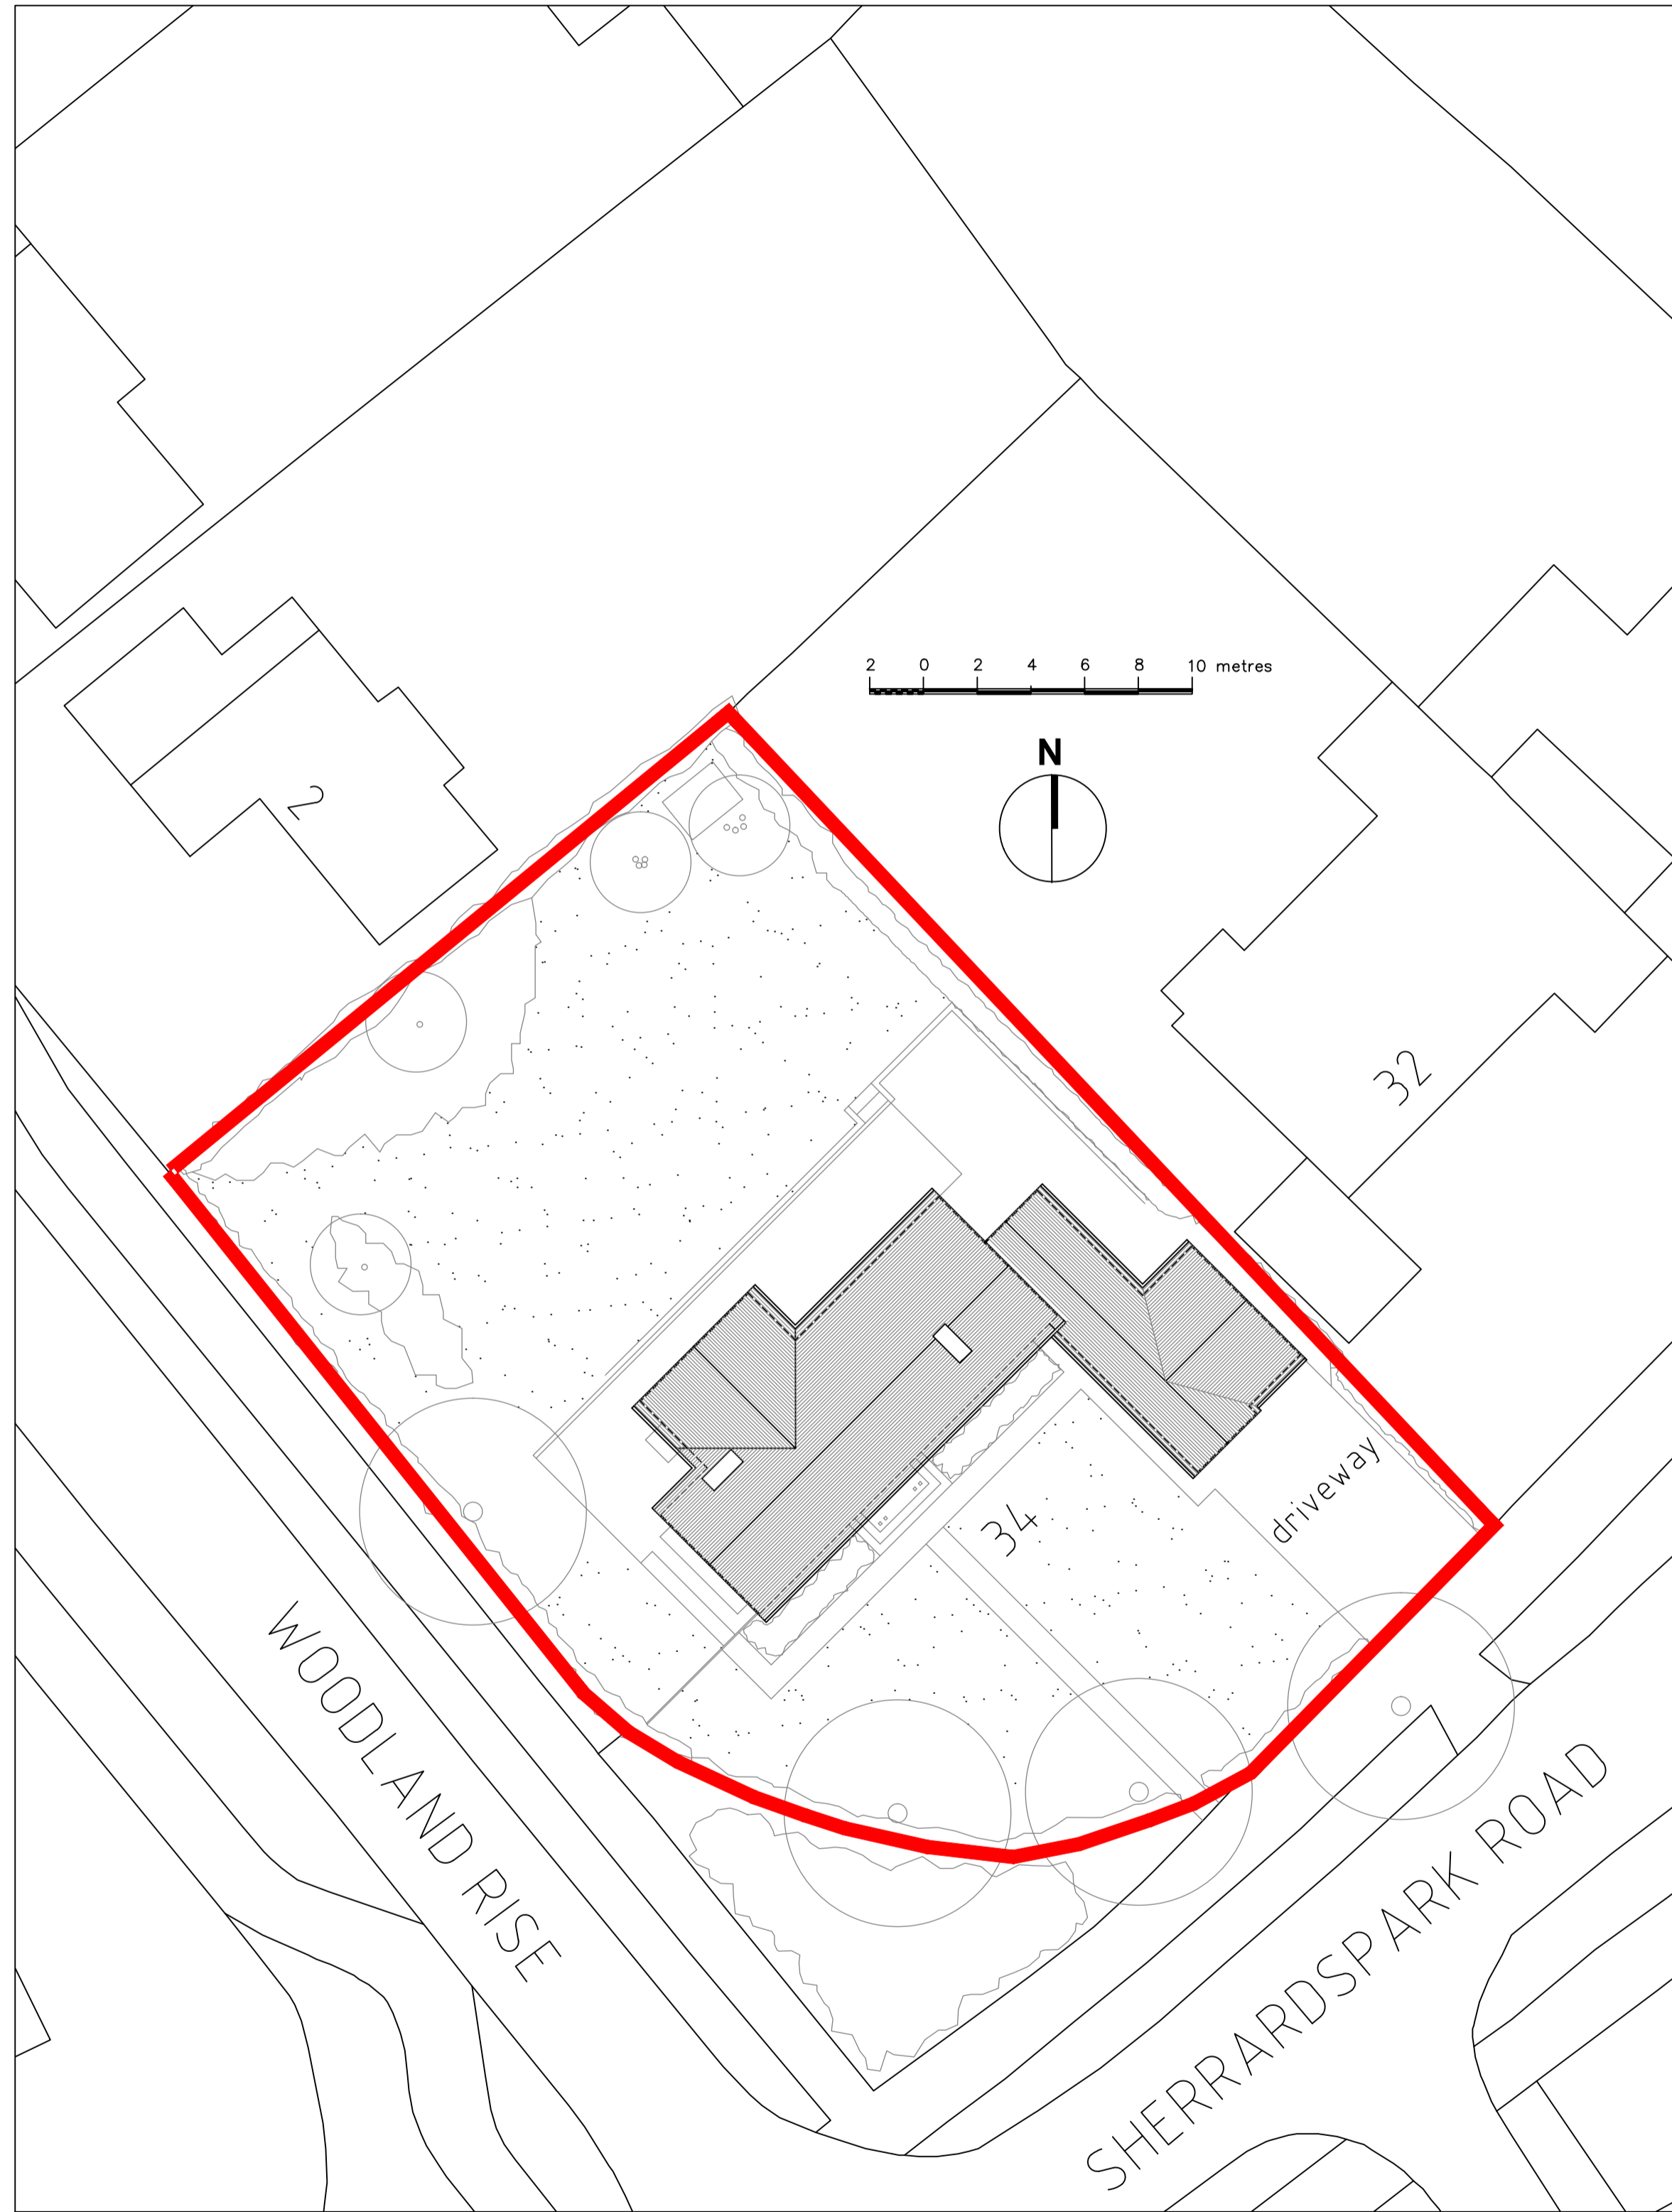 2 0 2 4 6 8 10 metres
N
2
32
driveway
34
WOODLAND RISE
SHERRARDSPARK ROAD